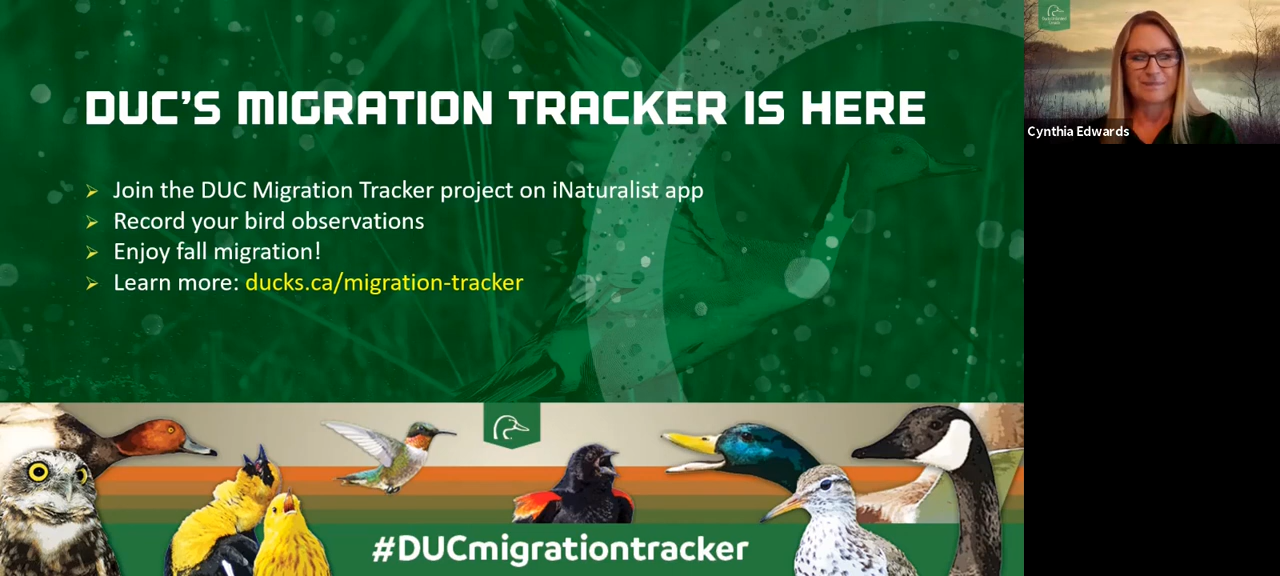 DUC'S MIGRATION TRACKER IS HERE
Join the DUC Migration Tracker project on iNaturalist app
Record your bird observations
Enjoy fall migration!
Learn more: ducks.ca/migration-tracker
#DUCmigrationtracker
Cynthia Edwards